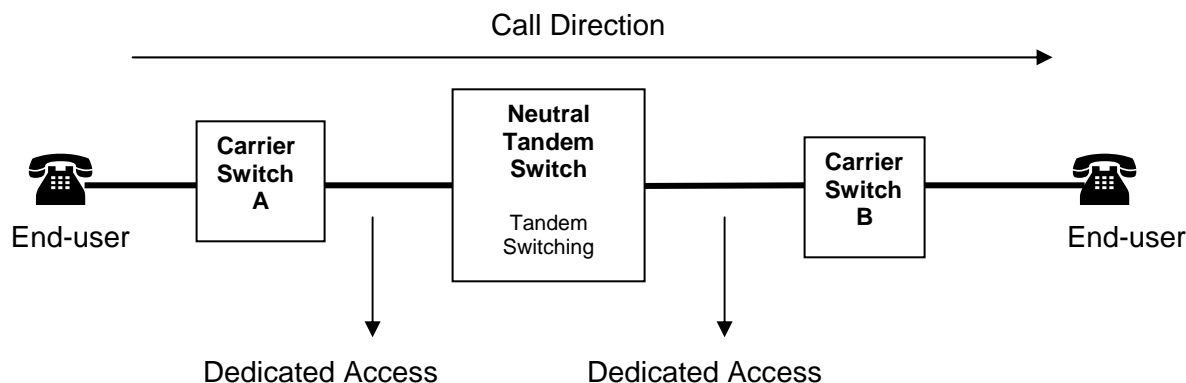 Call Direction
Neutral
Tandem
Switch
Tandem
Switching
Carrier
Switch
A
Carrier
Switch
B
End-user
End-user
Dedicated Access
Dedicated Access